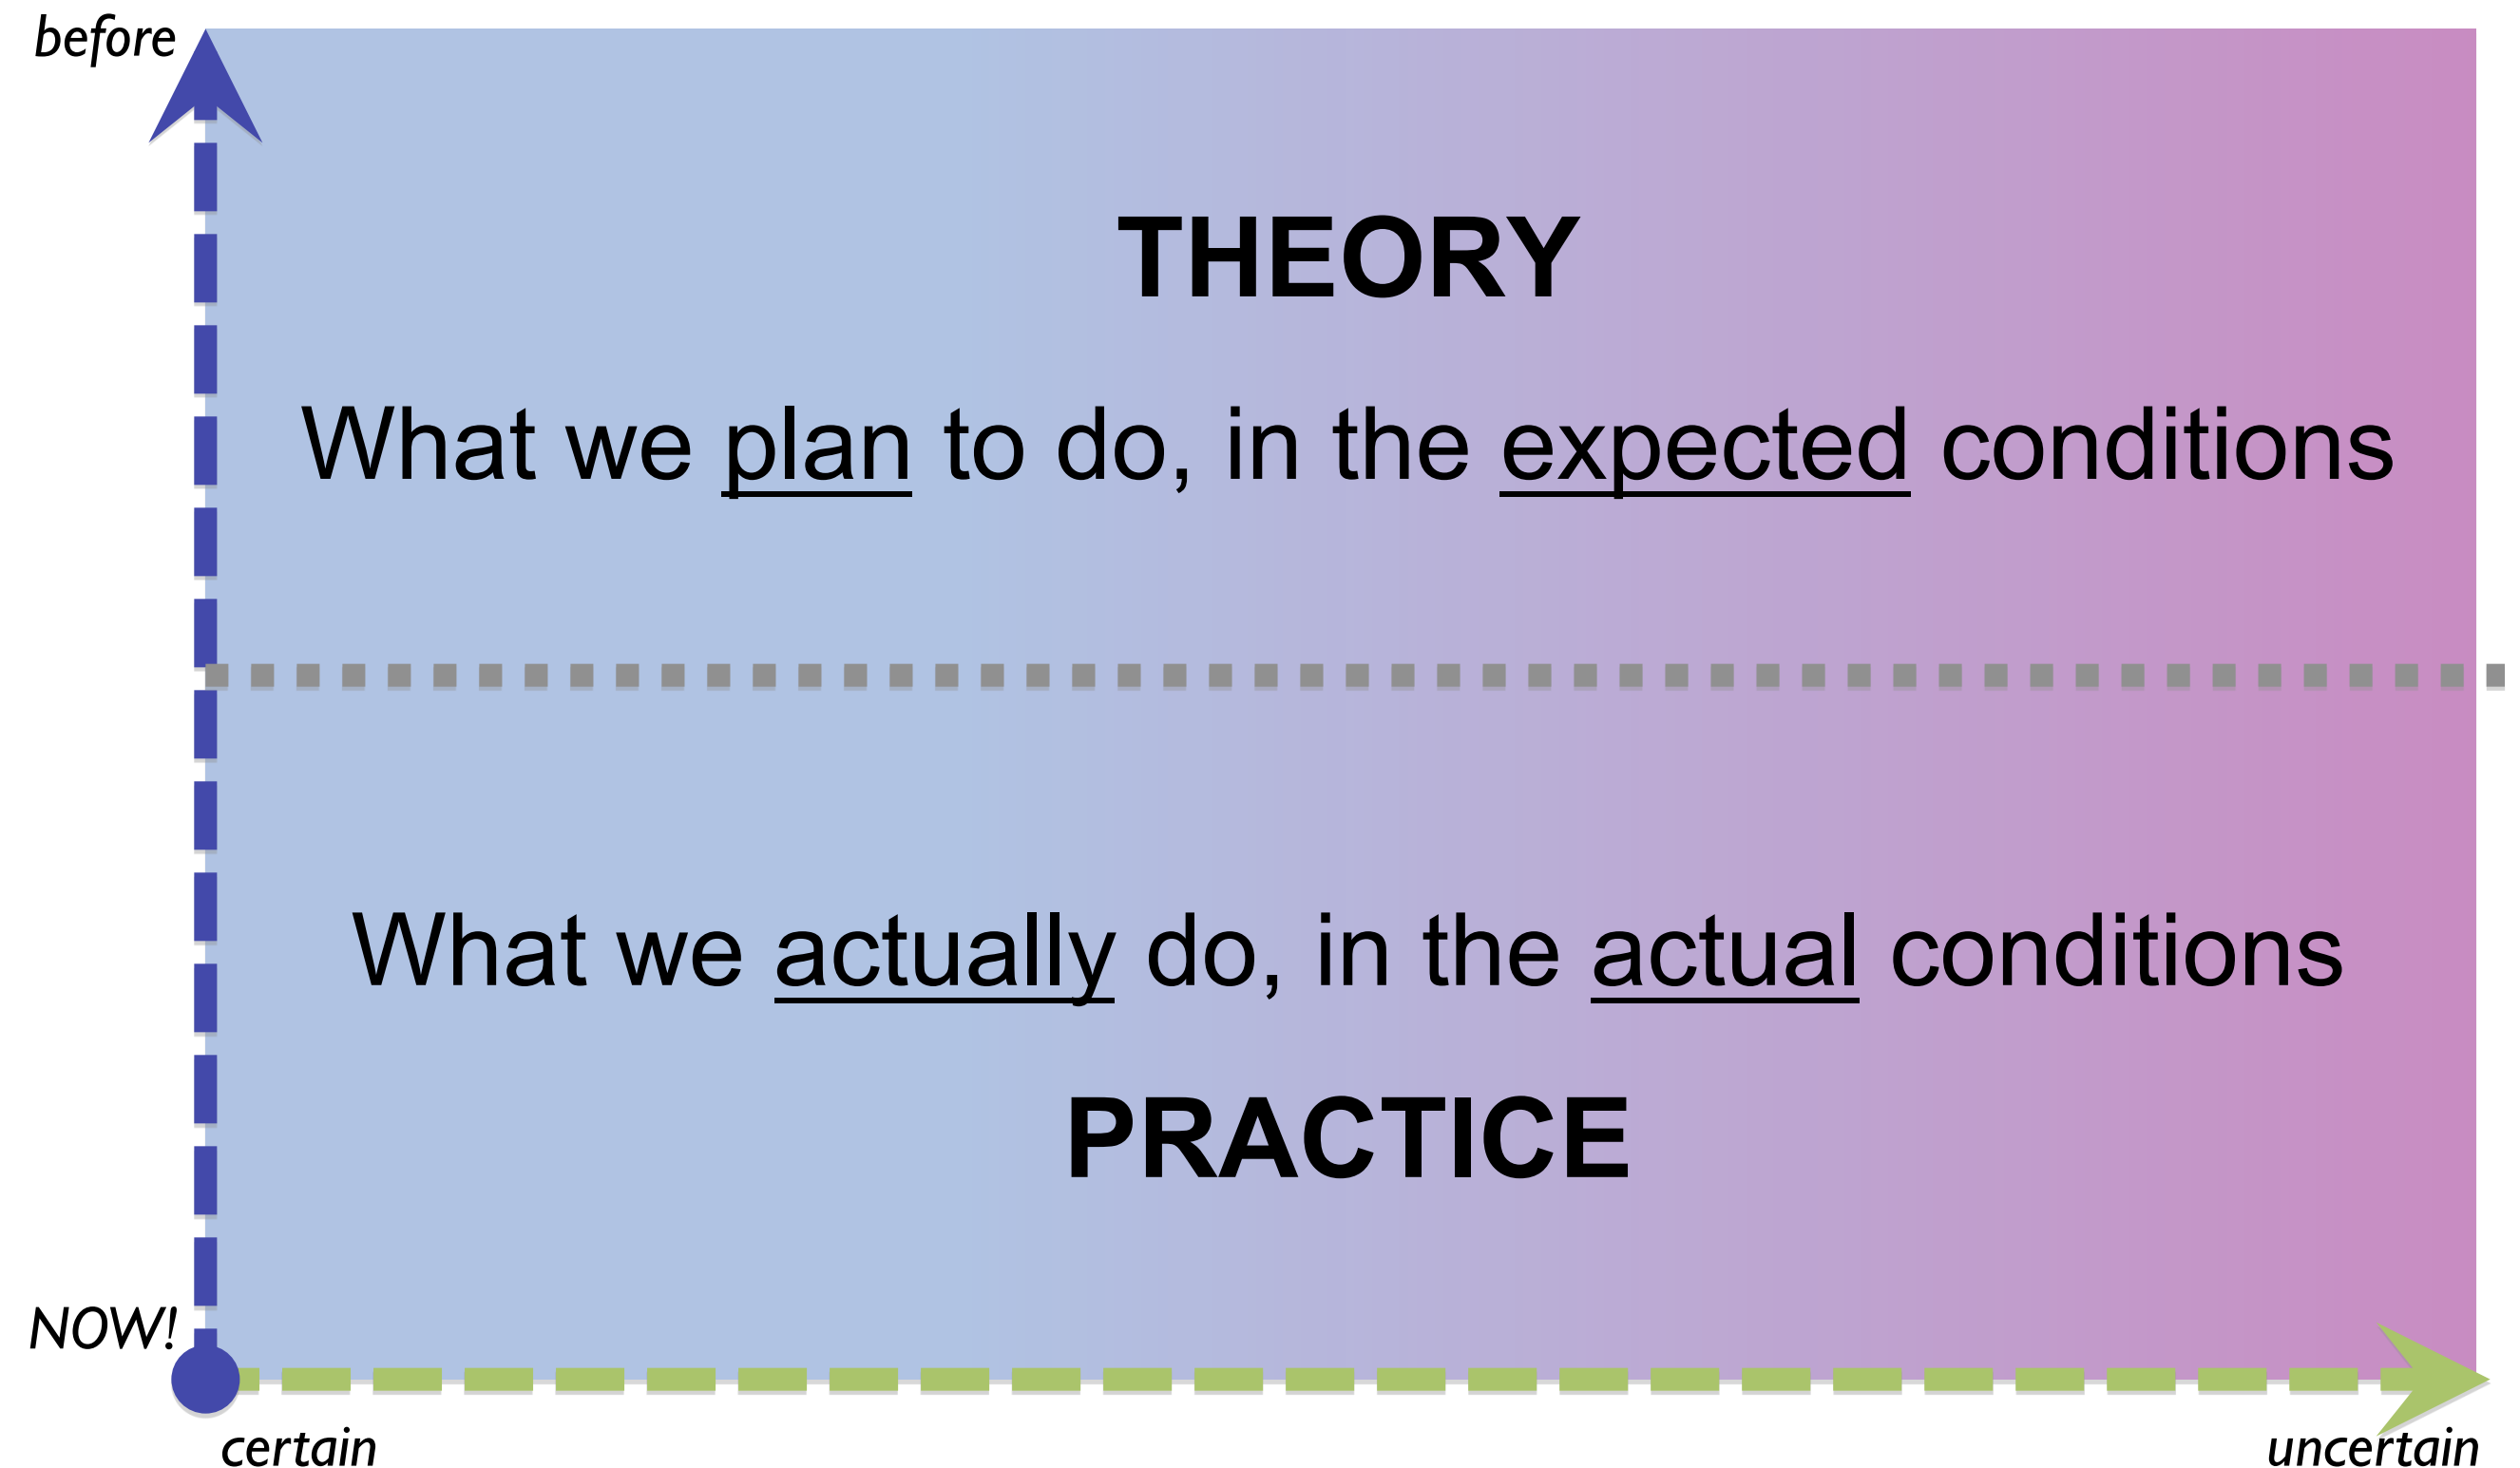 before
THEORY
What we plan to do, in the expected conditions
What we actually do, in the actual conditions
PRACTICE
NOW!
certain
uncertain